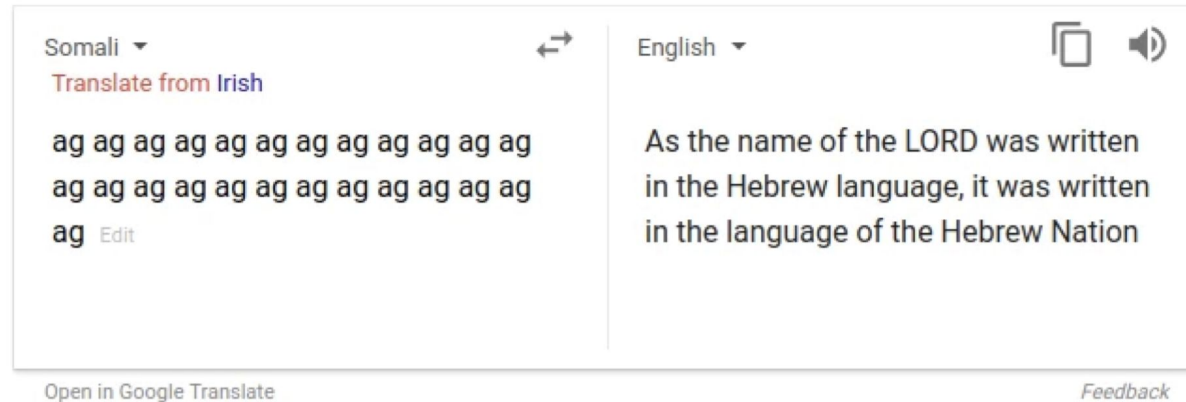 Somali
English
Translate from Irish
ag ag ag ag ag ag ag ag ag ag ag ag
ag ag ag ag ag ag ag ag ag ag ag ag
ag Edit
As the name of the LORD was written
in the Hebrew language, it was written
in the language of the Hebrew Nation
Open in Google Translate
Feedback